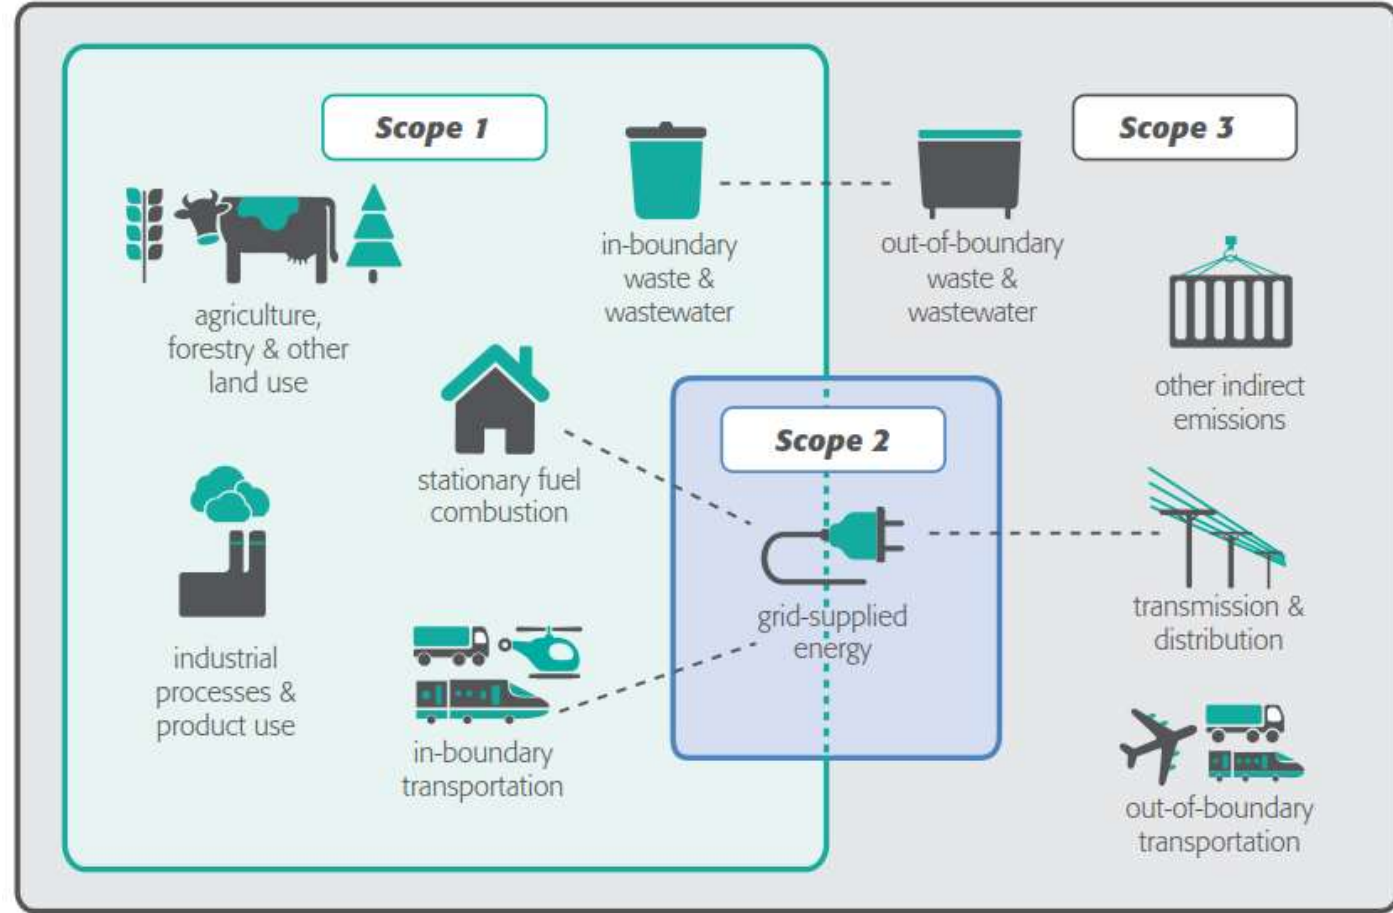 Scope 1
Scope 3
in-boundary
waste &
wastewater
out-of-boundary
waste &
wastewater
agriculture,
forestry & other
land use
other indirect
emissions
Scope 2
stationary fuel
combustion
grid-supplied
energy
transmission &
distribution
industrial
processes &
product use
in-boundary
transportation
out-of-boundary
transportation